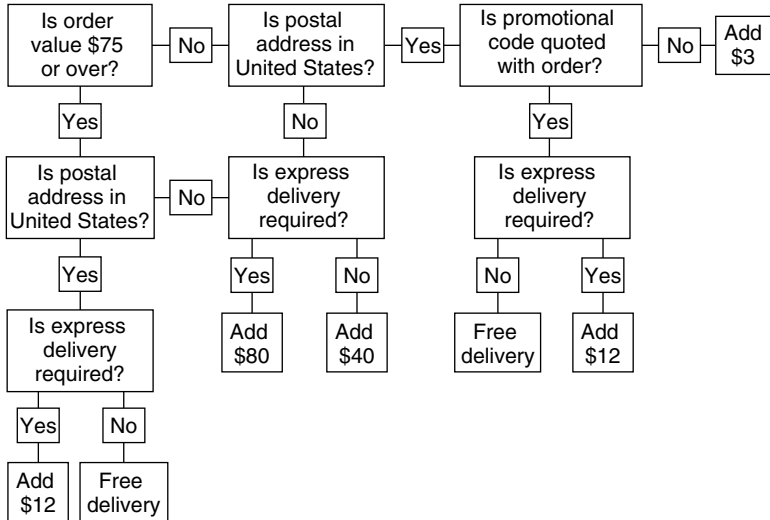 Is order
value $75
or over?
No
Is postal
address in
United States?
Yes
Is promotional
code quoted
with order?
No
Add
$3
Yes
No
Yes
Is postal
address in
United States?
No
Is express
delivery
required?
Is express
delivery
required?
Yes
Yes
No
No
Yes
Is express
delivery
required?
Add
$80
Add
$40
Free
delivery
Add
$12
Yes
No
Add
$12
Free
delivery